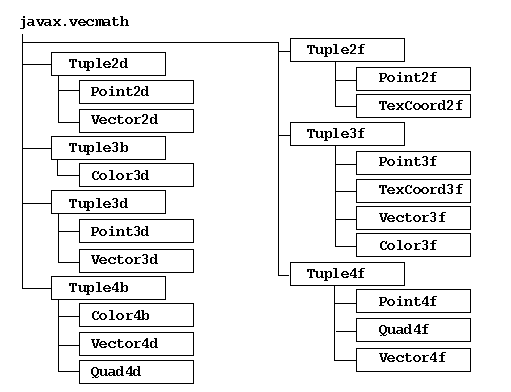 javax.vecmath
Tuple2d
Point2d
Vector2d
Tuple3b
Color3d
Tuple3d
Point3d
Vector3d
Tuple4b
Color4b
Vector4d
Quad4d
Tuple2f
Point2f
TexCoord2f
Tuple3f
Point3f
TexCoord3f
Vector3f
Color3f
Tuple4f
Point4f
Quad4f
Vector4f